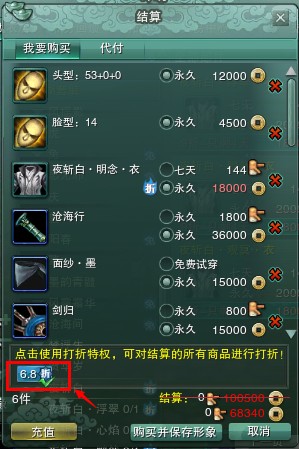 结算
我要购买 代付
头型：53+0+0 永久 12000
脸型：14 永久 4500
夜斩白·明念·衣 七天 144
折 永久 18000
沧海行 永久 1800
永久 36000
面纱·墨 免费试穿
永久 15000
剑归 永久 800
永久 15000
点击使用打折特权，可对结算的所有商品进行打折！
6.8折
6件 结算： 0 100500
0 68340
充值 购买并保存形象 取消